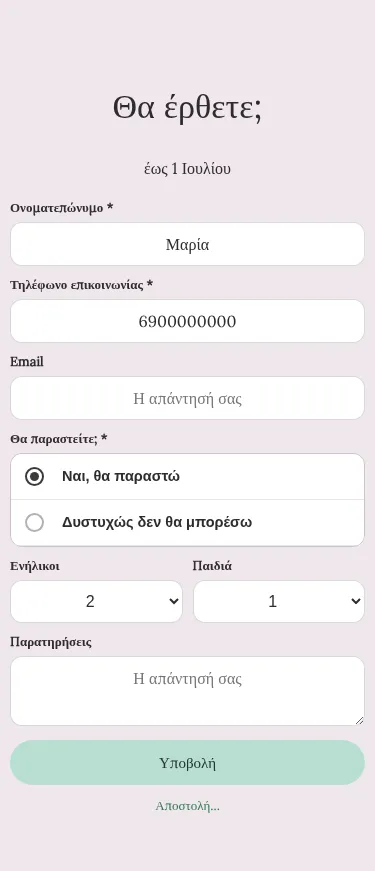 Θα έρθετε;
έως 1 Ιουλίου
Ονοματεπώνυμο *
Μαρία
Τηλέφωνο επικοινωνίας *
6900000000
Email
Η απάντησή σας
Θα παραστείτε; *
Ναι, θα παραστώ
Δυστυχώς δεν θα μπορέσω
Ενήλικοι Παιδιά
2 1
Παρατηρήσεις
Η απάντησή σας
Υποβολή
Αποστολή...